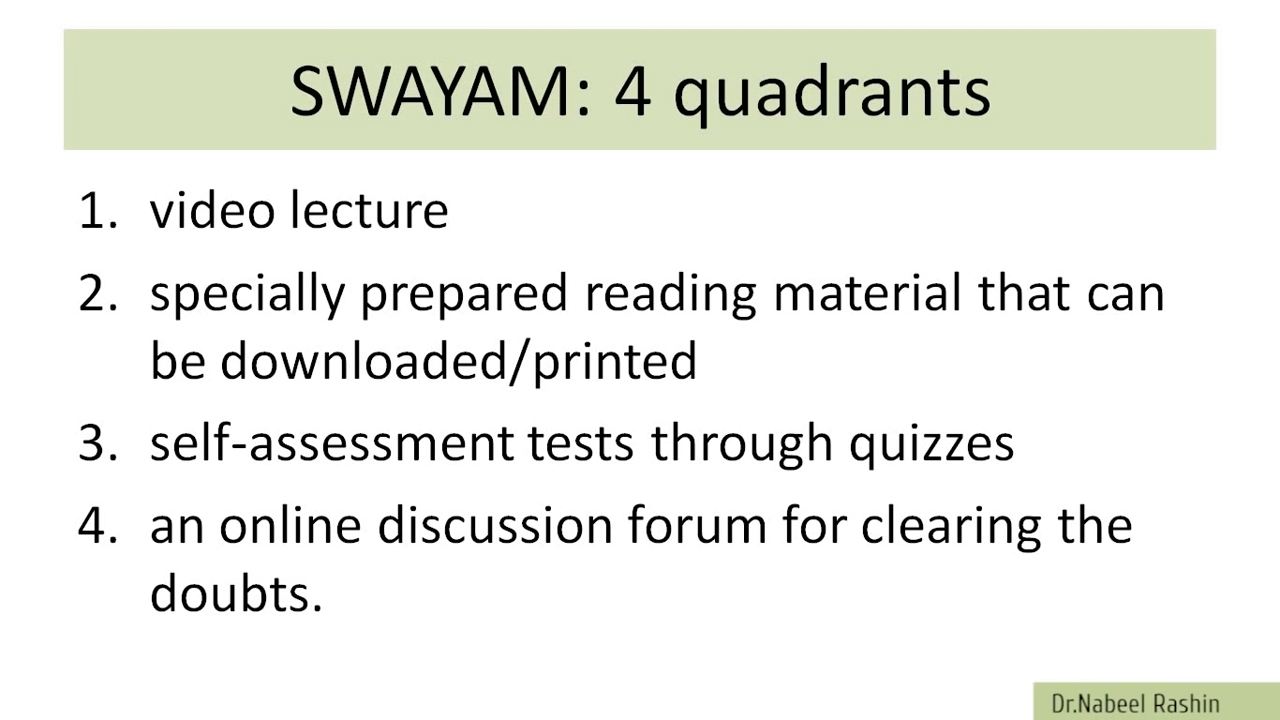 SWAYAM: 4 quadrants
1. video lecture
2. specially prepared reading material that can
be downloaded/printed
3. self-assessment tests through quizzes
4. an online discussion forum for clearing the
doubts.
Dr.Nabeel Rashin